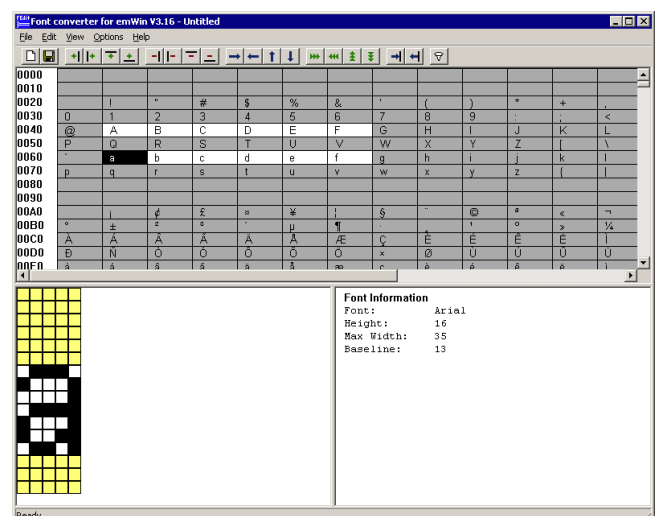 Font converter for emWin V3.16 - Untitled
File Edit View Options Help
0000
0010
0020 ! " # $ % & ' ( ) * + ,
0030 0 1 2 3 4 5 6 7 8 9 : ; <
0040 @ A B C D E F G H I J K L
0050 P Q R S T U V W X Y Z [ \
0060 ` a b c d e f g h i j k l
0070 p q r s t u v w x y z { |
0080
0090
00A0 ¡ ¢ £ ¤ ¥ ¦ § ¨ © ª « ¬
00B0 ° ± ² ³ ´ µ ¶ · ¸ ¹ º » ¼
00C0 À Á Â Ã Ä Å Æ Ç È É Ê Ë Ì
00D0 Ð Ñ Ò Ó Ô Õ Ö × Ø Ù Ú Û Ü
00E0 à á â ã ä å æ ç è é ê ë ì
Font Information
Font: Arial
Height: 16
Max Width: 35
Baseline: 13
Ready